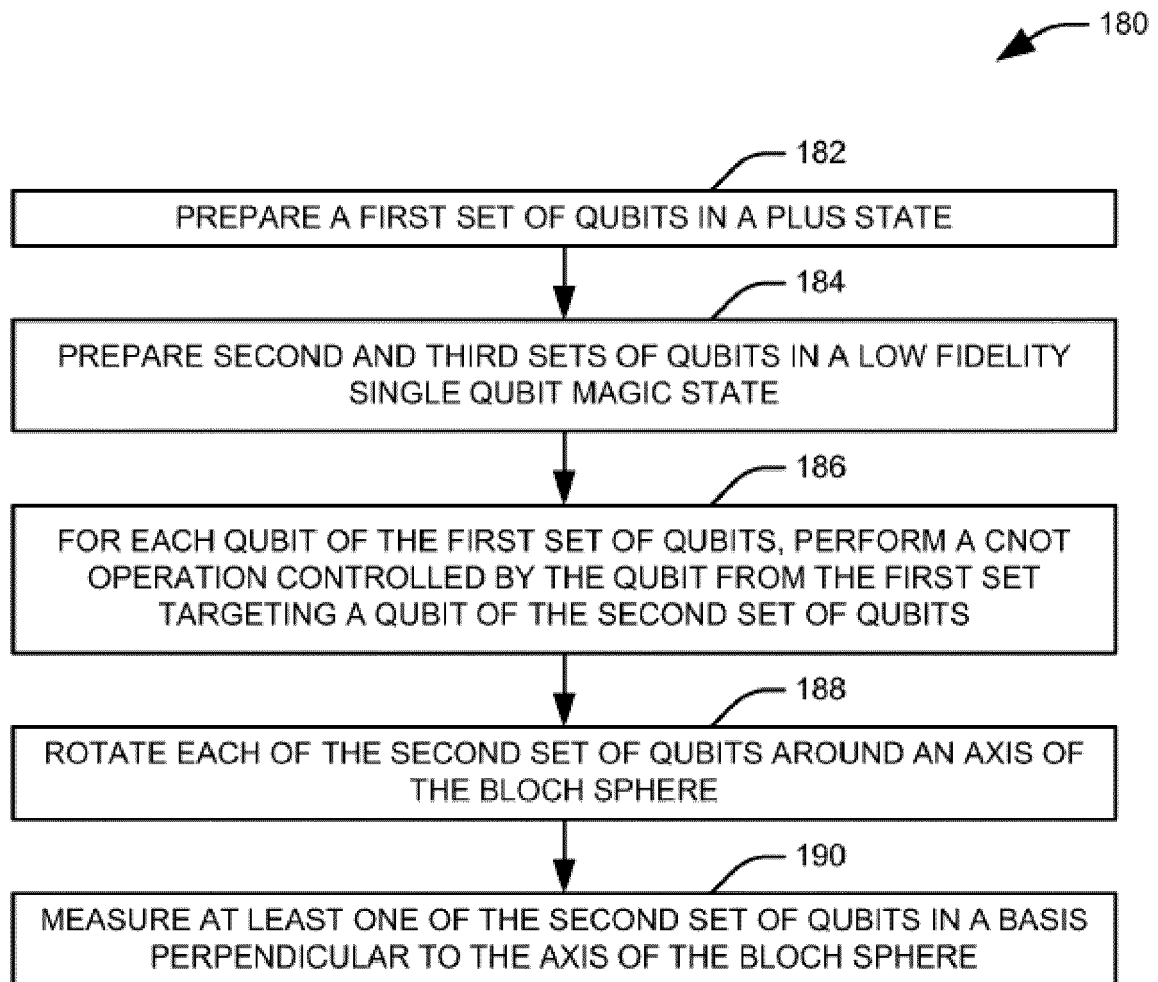 180
182
PREPARE A FIRST SET OF QUBITS IN A PLUS STATE
184
PREPARE SECOND AND THIRD SETS OF QUBITS IN A LOW FIDELITY
SINGLE QUBIT MAGIC STATE
186
FOR EACH QUBIT OF THE FIRST SET OF QUBITS, PERFORM A CNOT
OPERATION CONTROLLED BY THE QUBIT FROM THE FIRST SET
TARGETING A QUBIT OF THE SECOND SET OF QUBITS
188
ROTATE EACH OF THE SECOND SET OF QUBITS AROUND AN AXIS OF
THE BLOCH SPHERE
190
MEASURE AT LEAST ONE OF THE SECOND SET OF QUBITS IN A BASIS
PERPENDICULAR TO THE AXIS OF THE BLOCH SPHERE